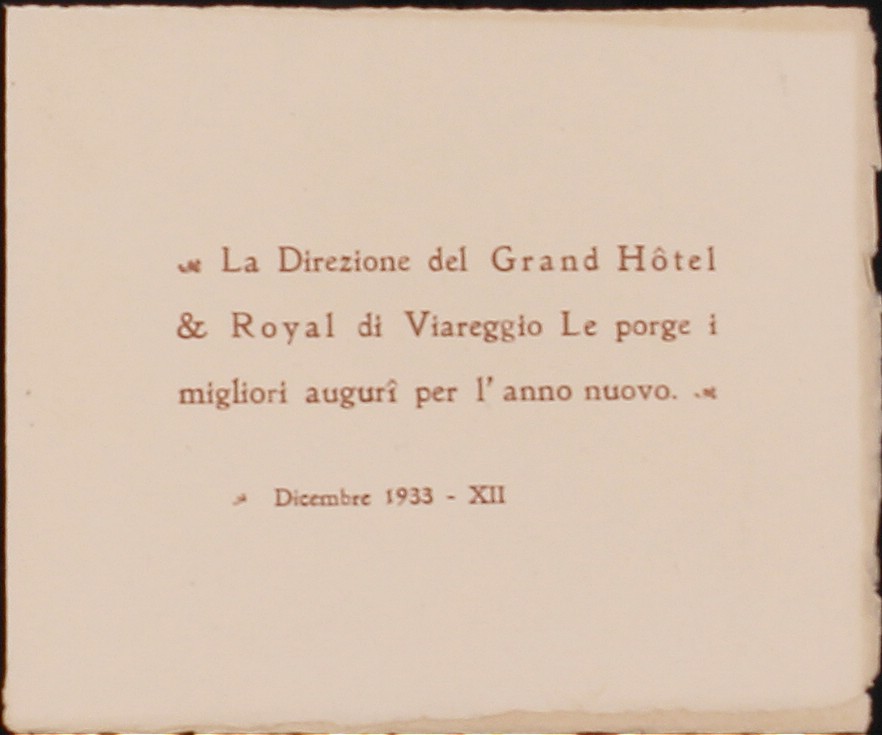 La Direzione del Grand Hôtel
& Royal di Viareggio Le porge i
migliori augurî per l' anno nuovo.
Dicembre 1933 - XII